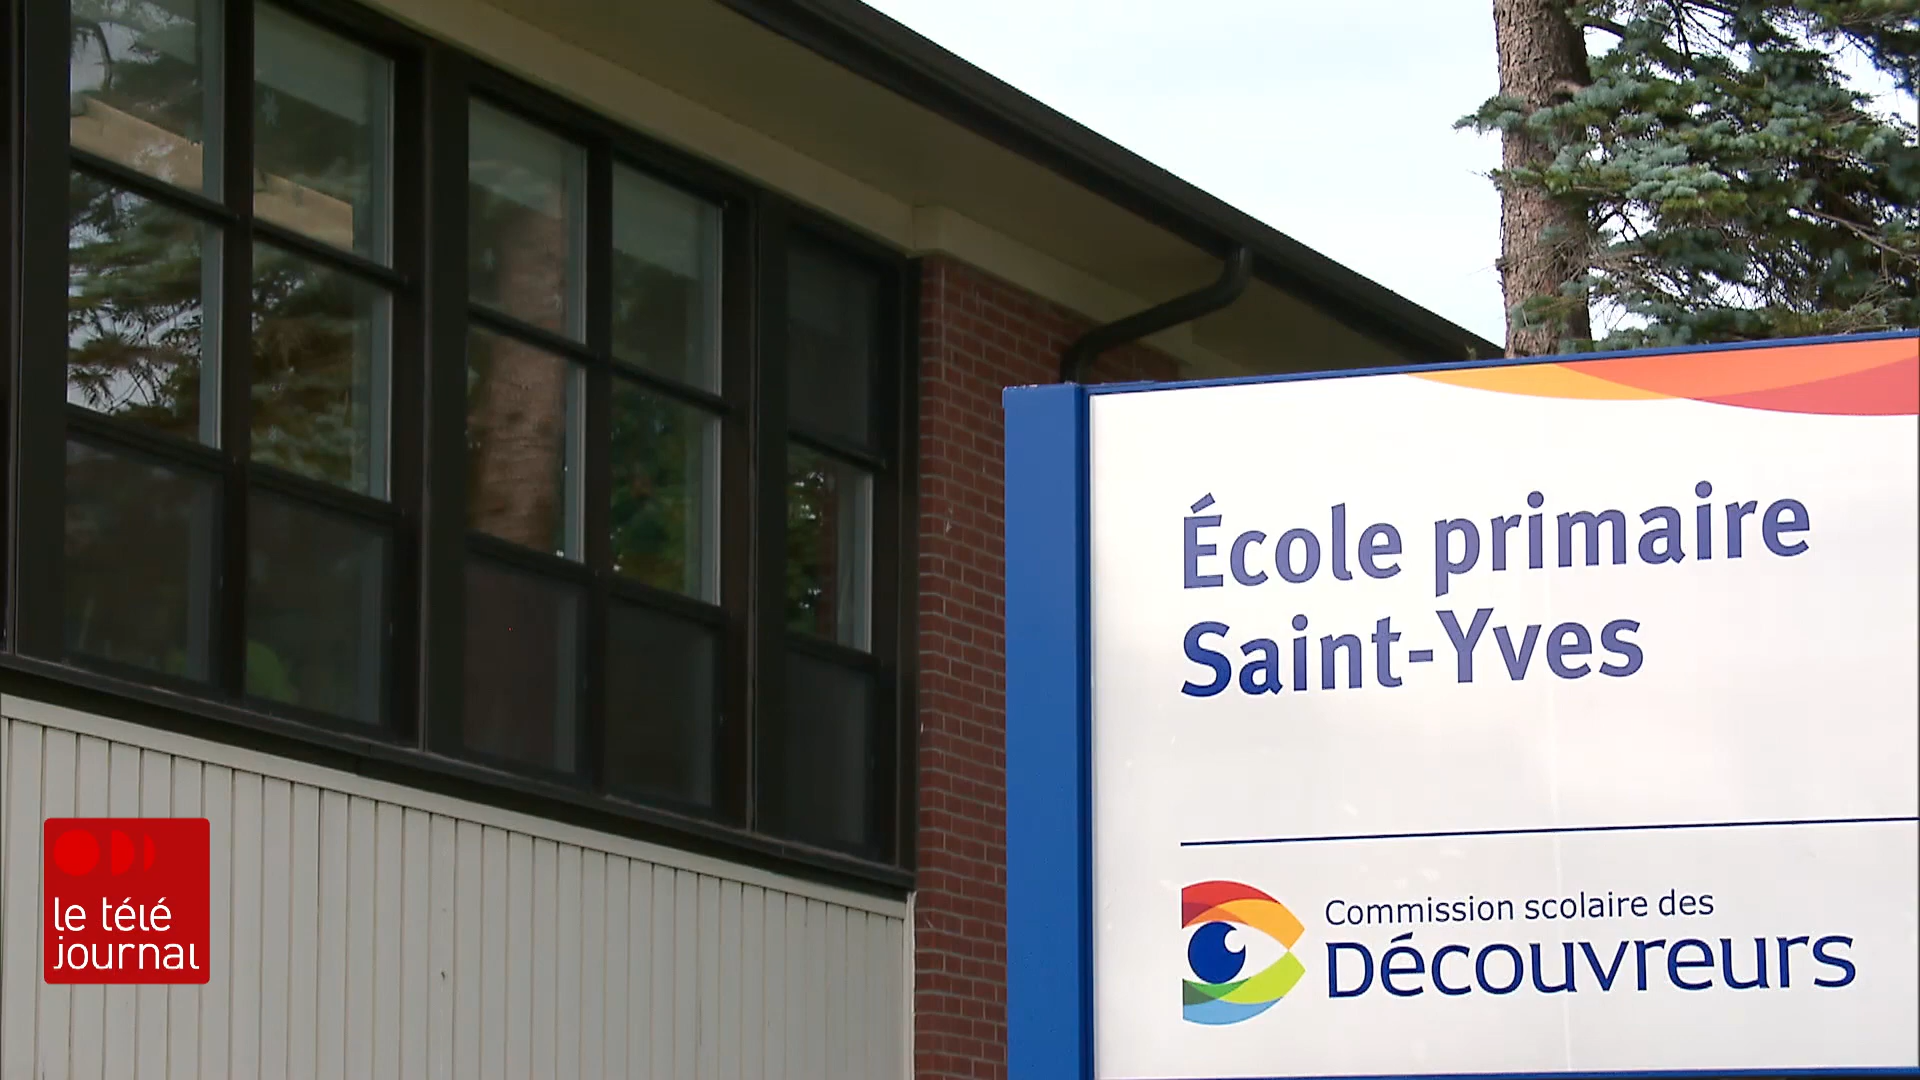 École primaire
Saint-Yves
Commission scolaire des
Découvreurs
le télé
journal